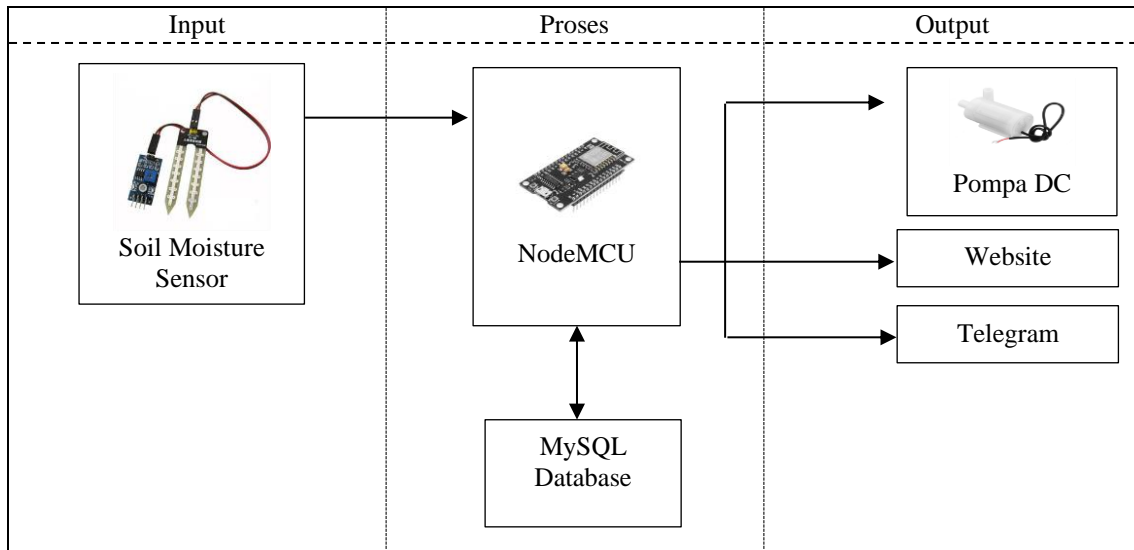 Input
Proses
Output
Soil Moisture
Sensor
NodeMCU
MySQL
Database
Pompa DC
Website
Telegram